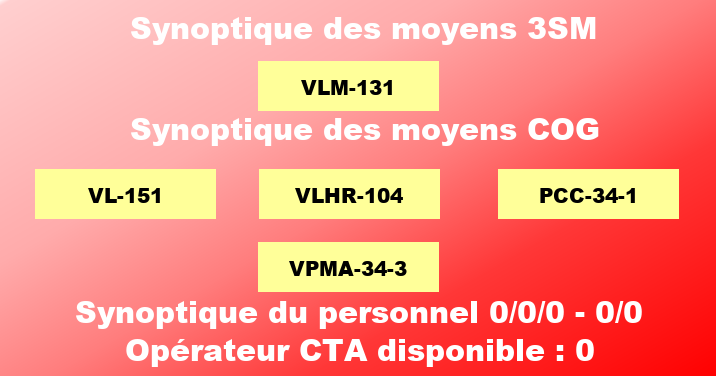 Synoptique des moyens 3SM
VLM-131
Synoptique des moyens COG
VL-151 VLHR-104 PCC-34-1
VPMA-34-3
Synoptique du personnel 0/0/0 - 0/0
Opérateur CTA disponible : 0